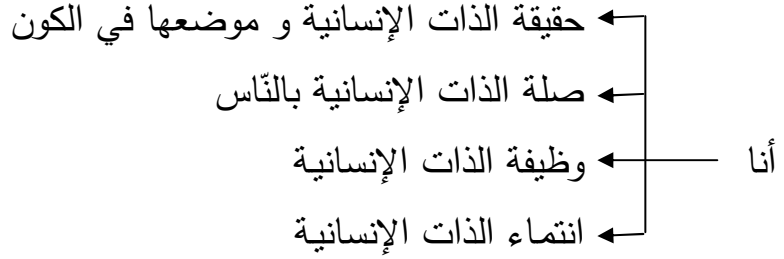 حقيقة الذات الإنسانية و موضعها في الكون
صلة الذات الإنسانية بالنّاس
أنا
وظيفة الذات الإنسانية
انتماء الذات الإنسانية